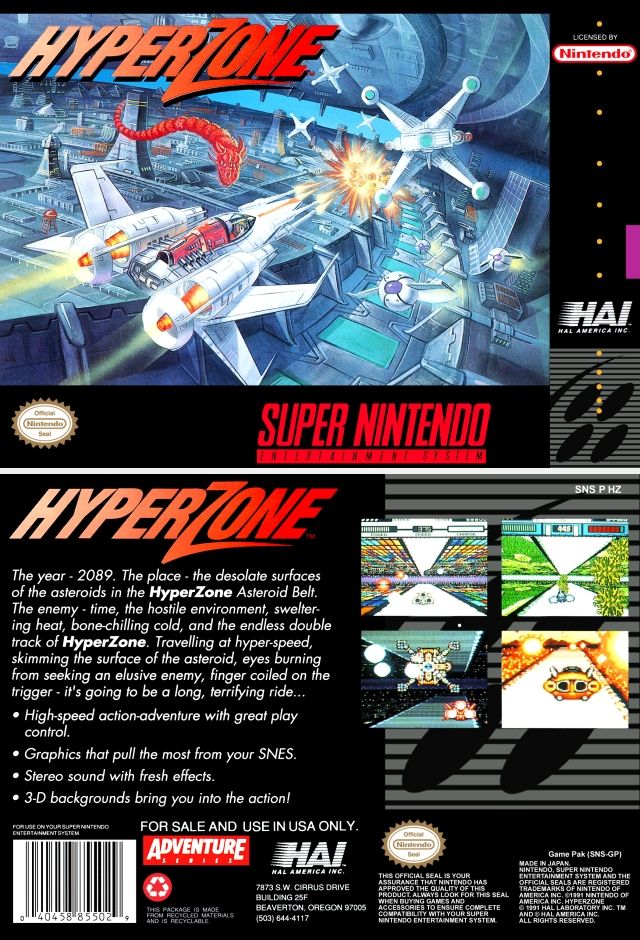 HYPERZONE™
LICENSED BY
Nintendo
HAL
HAL AMERICA INC.
Official
Nintendo
Seal
SUPER NINTENDO
ENTERTAINMENT SYSTEM
HYPERZONE™
SNS P HZ
The year - 2089. The place - the desolate surfaces
of the asteroids in the HyperZone Asteroid Belt.
The enemy - time, the hostile environment, swelter-
ing heat, bone-chilling cold, and the endless double
track of HyperZone. Travelling at hyper-speed,
skimming the surface of the asteroid, eyes burning
from seeking an elusive enemy, finger coiled on the
trigger - it's going to be a long, terrifying ride...
• High-speed action-adventure with great play
control.
• Graphics that pull the most from your SNES.
• Stereo sound with fresh effects.
• 3-D backgrounds bring you into the action!
FOR USE ON YOUR SUPER NINTENDO
ENTERTAINMENT SYSTEM
FOR SALE AND USE IN USA ONLY.
ADVENTURE
SERIES
HAL
HAL AMERICA INC.
THIS PACKAGE IS
MADE FROM
RECYCLED MATERIALS
AND IS
RECYCLABLE.
7873 S.W. CIRRUS DRIVE
BUILDING 25F
BEAVERTON, OREGON 97005
(503) 644-4117
0 40458 85502 9
Official
Nintendo
Seal
THIS OFFICIAL SEAL IS YOUR
ASSURANCE THAT NINTENDO HAS
APPROVED THE QUALITY OF THIS
PRODUCT. ALWAYS LOOK FOR THIS SEAL
WHEN BUYING GAMES AND
ACCESSORIES TO ENSURE COMPLETE
COMPATIBILITY WITH YOUR SUPER
NINTENDO ENTERTAINMENT SYSTEM.
Game Pak (SNS-GP)
MADE IN JAPAN.
NINTENDO, SUPER NINTENDO
ENTERTAINMENT SYSTEM AND THE
OFFICIAL SEALS ARE REGISTERED
TRADEMARKS OF NINTENDO OF
AMERICA INC. ©1991 NINTENDO OF
AMERICA INC. HYPERZONE
© 1991 HAL LABORATORY INC. TM
AND © HAL AMERICA INC.
ALL RIGHTS RESERVED.